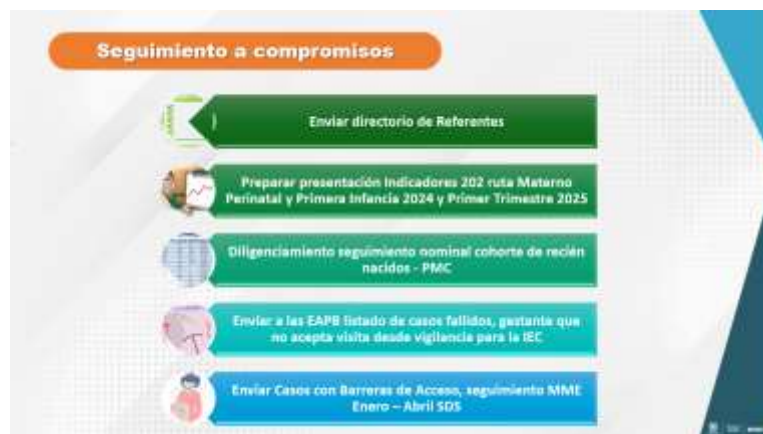 Seguimiento a compromisos
Enviar directorio de Referentes
Preparar presentación Indicadores 202 ruta Materno
Perinatal y Primera Infancia 2024 y Primer Trimestre 2025
Diligenciamiento seguimiento nominal cohorte de recién
nacidos - PMC
Enviar a las EAPB listado de casos fallidos, gestante que
no acepta visita desde vigilancia para la IEC
Enviar Casos con Barreras de Acceso, seguimiento MME
Enero – Abril SDS